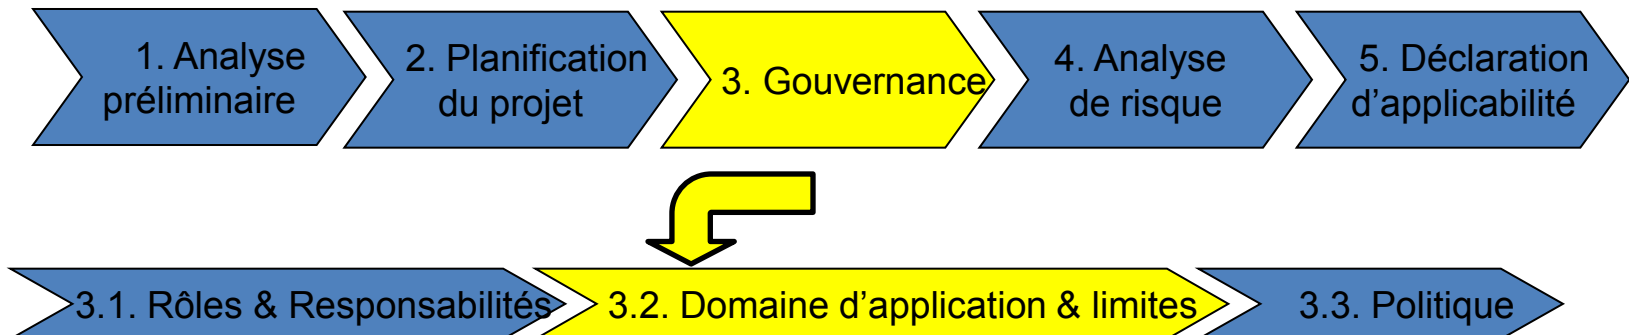 1. Analyse
préliminaire
2. Planification
du projet
3. Gouvernance
4. Analyse
de risque
5. Déclaration
d’applicabilité
3.1. Rôles & Responsabilités
3.2. Domaine d’application & limites
3.3. Politique